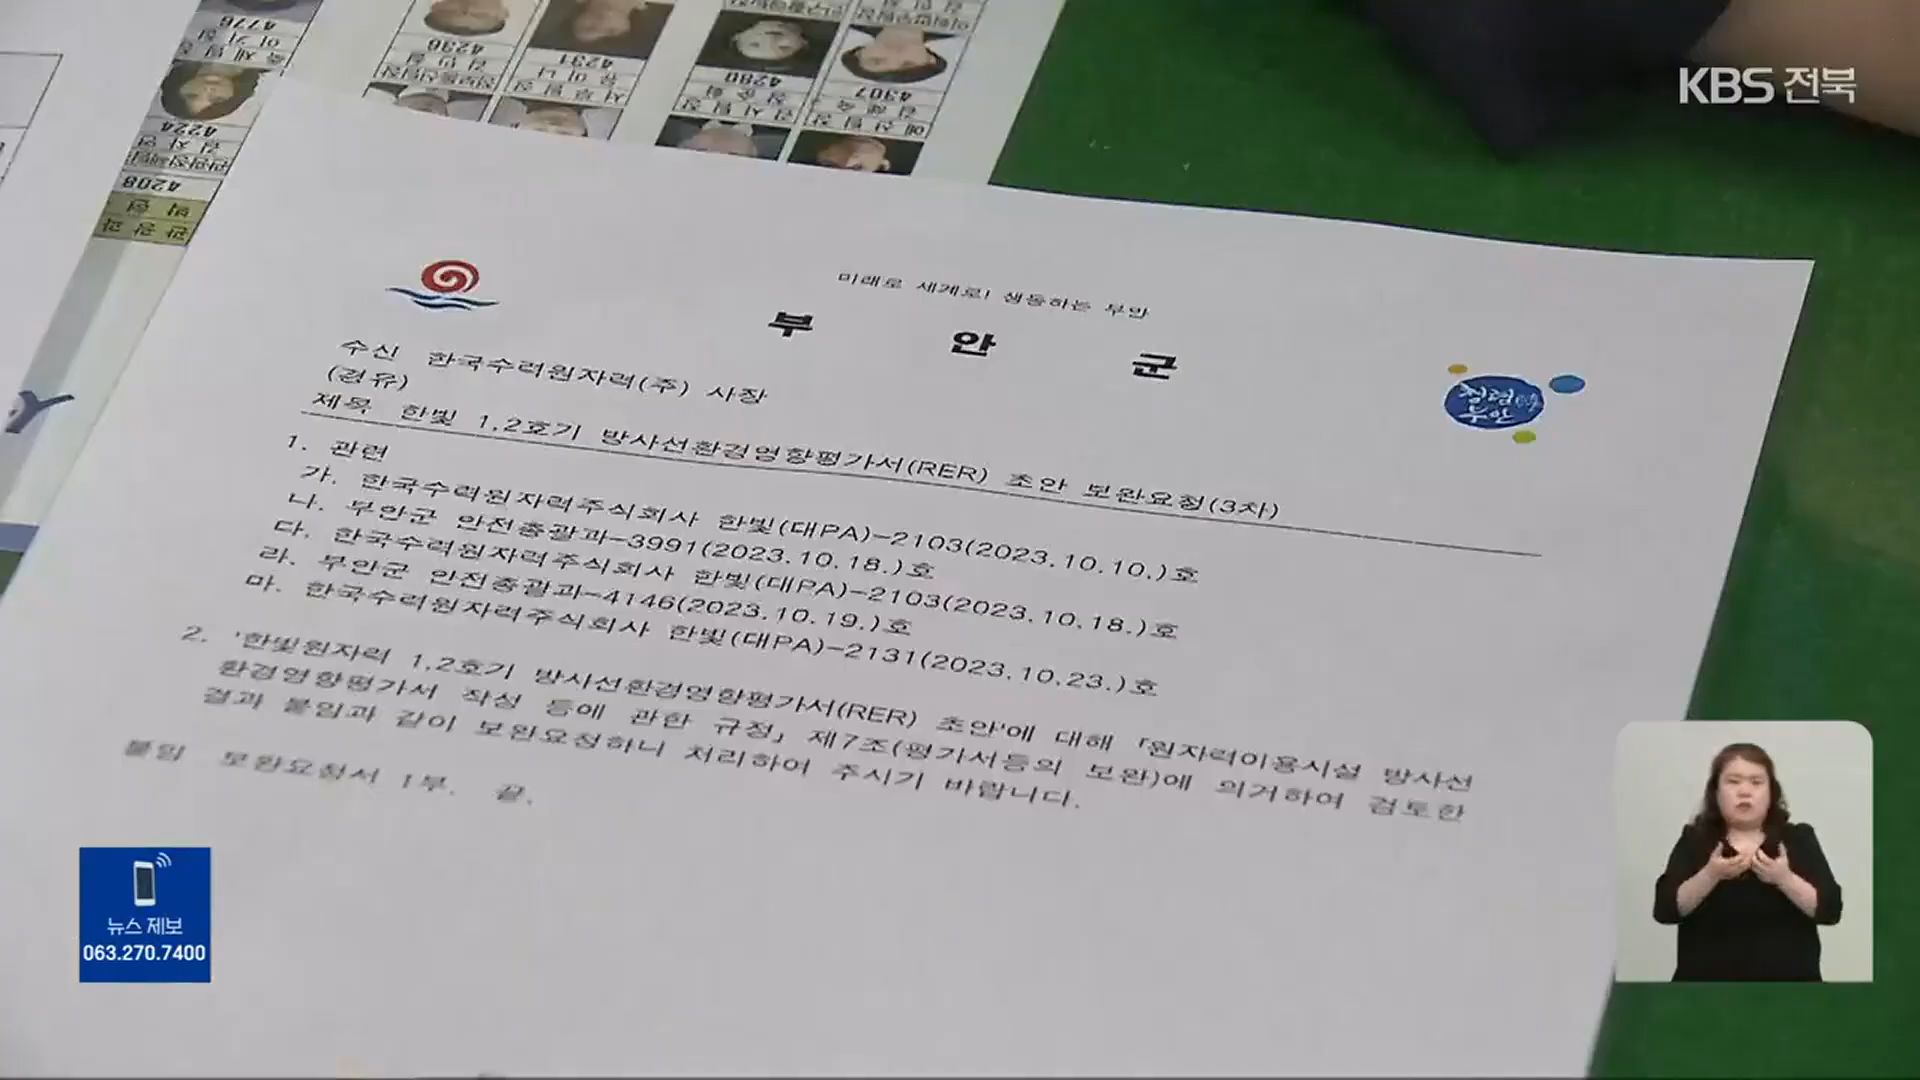 KBS 전북
미래로 세계로! 생동하는 부안
부 안 군
수신 한국수력원자력(주) 사장
(경유)
제목 한빛 1,2호기 방사선환경영향평가서(RER) 초안 보완요청(3차)
1. 관련
가. 한국수력원자력주식회사 한빛(대PA)-2103(2023.10.10.)호
나. 부안군 안전총괄과-3991(2023.10.18.)호
다. 한국수력원자력주식회사 한빛(대PA)-2103(2023.10.18.)호
라. 부안군 안전총괄과-4146(2023.10.19.)호
마. 한국수력원자력주식회사 한빛(대PA)-2131(2023.10.23.)호
2. '한빛원자력 1,2호기 방사선환경영향평가서(RER) 초안'에 대해 「원자력이용시설 방사선
환경영향평가서 작성 등에 관한 규정」 제7조(평가서등의 보완)에 의거하여 검토한
결과 붙임과 같이 보완요청하니 처리하여 주시기 바랍니다.
붙임 보완요청서 1부. 끝.
청렴
부안
4776
4236
4231
4280
4307
4224
4208
뉴스 제보
063.270.7400